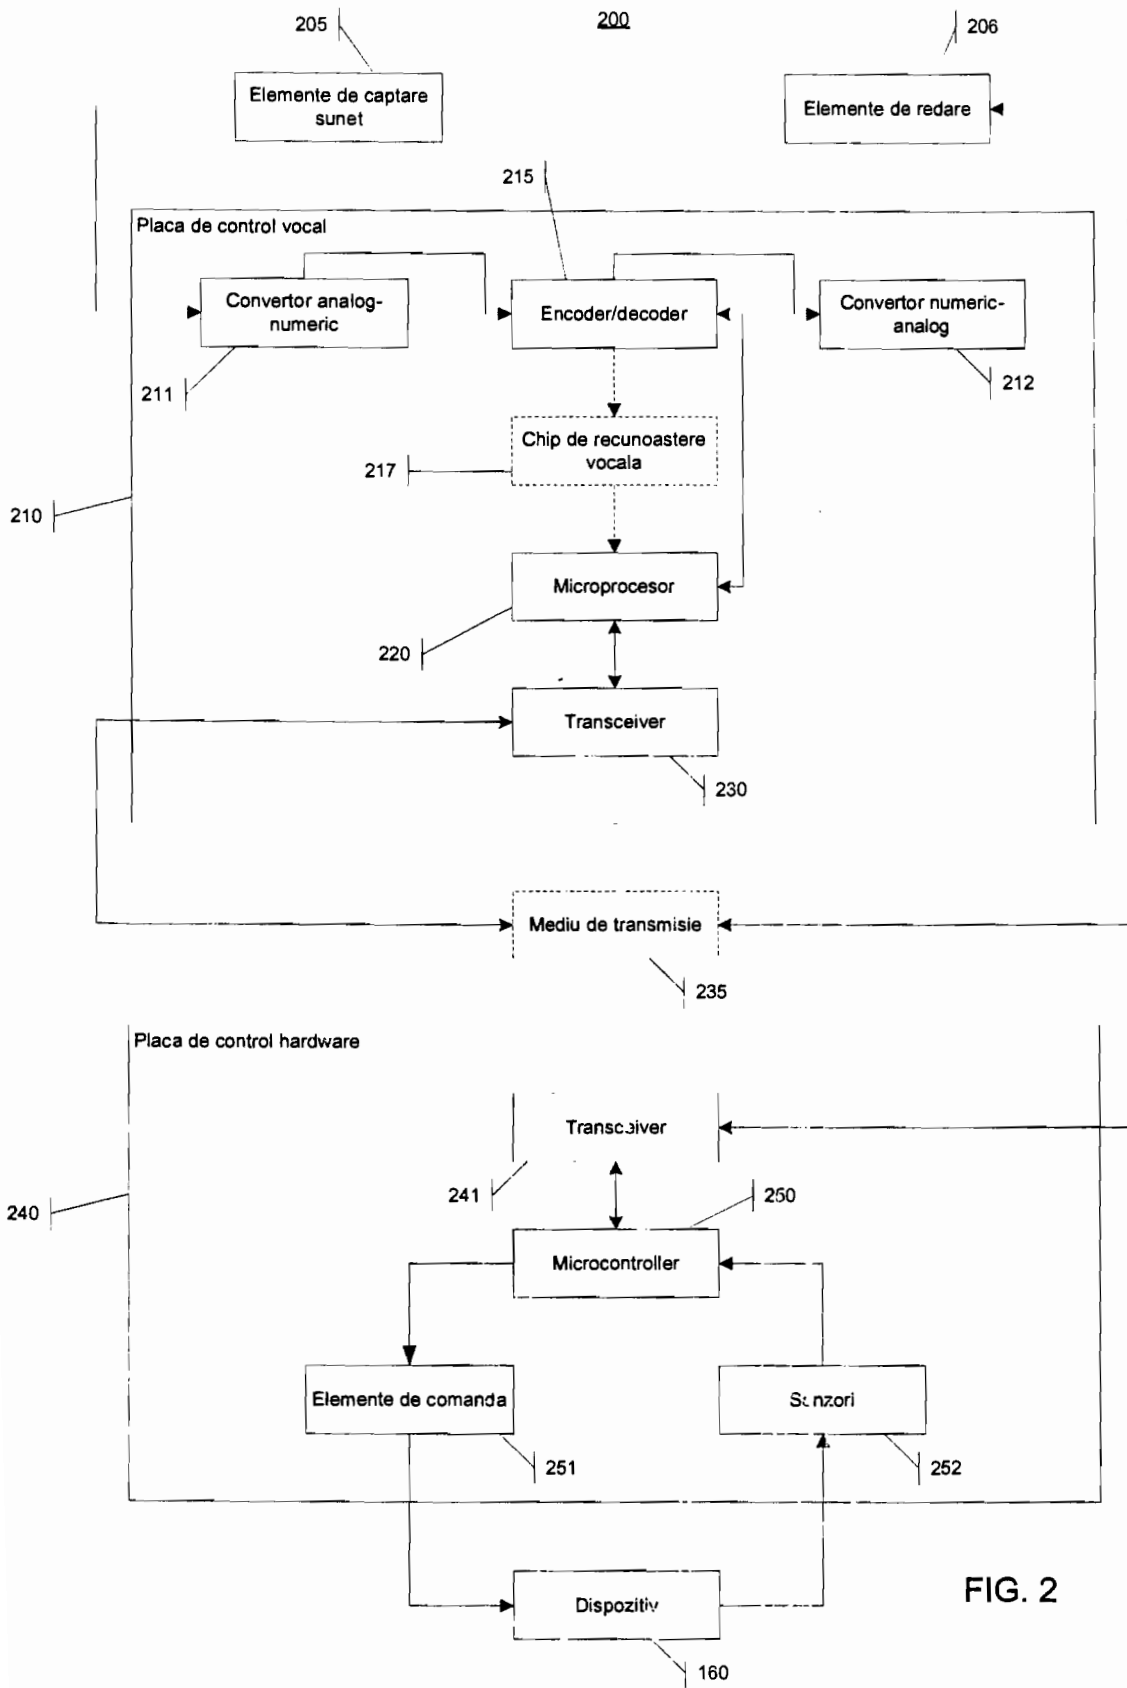 205
200
206
Elemente de captare
sunet
Elemente de redare
215
Placa de control vocal
Convertor analog-
numeric
Encoder/decoder
Convertor numeric-
analog
211
212
Chip de recunoastere
vocala
217
210
Microprocesor
220
Transceiver
230
Mediu de transmisie
235
Placa de control hardware
Transceiver
241
250
240
Microcontroller
Elemente de comanda
Senzori
251
252
Dispozitiv
FIG. 2
160